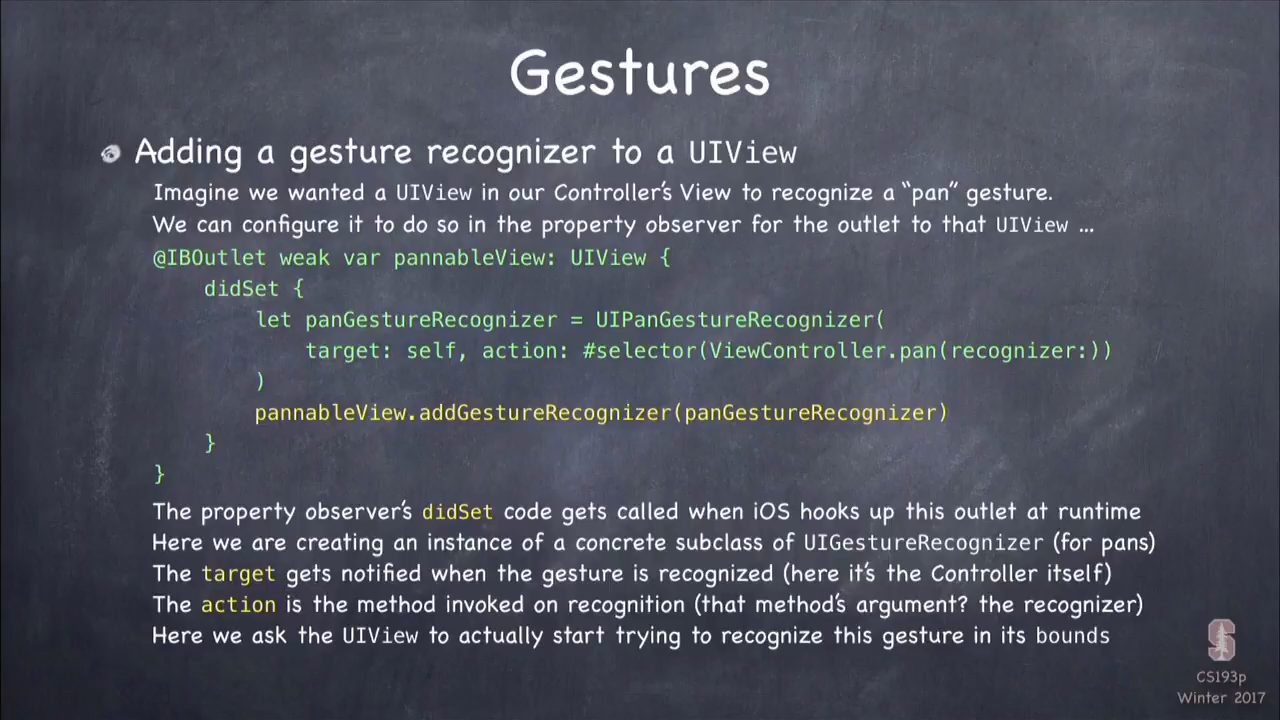 Gestures
Adding a gesture recognizer to a UIView
Imagine we wanted a UIView in our Controller's View to recognize a “pan” gesture.
We can configure it to do so in the property observer for the outlet to that UIView ...
@IBOutlet weak var pannableView: UIView {
    didSet {
        let panGestureRecognizer = UIPanGestureRecognizer(
            target: self, action: #selector(ViewController.pan(recognizer:))
        )
        pannableView.addGestureRecognizer(panGestureRecognizer)
    }
}
The property observer's didSet code gets called when iOS hooks up this outlet at runtime
Here we are creating an instance of a concrete subclass of UIGestureRecognizer (for pans)
The target gets notified when the gesture is recognized (here it's the Controller itself)
The action is the method invoked on recognition (that method's argument? the recognizer)
Here we ask the UIView to actually start trying to recognize this gesture in its bounds
CS193p
Winter 2017